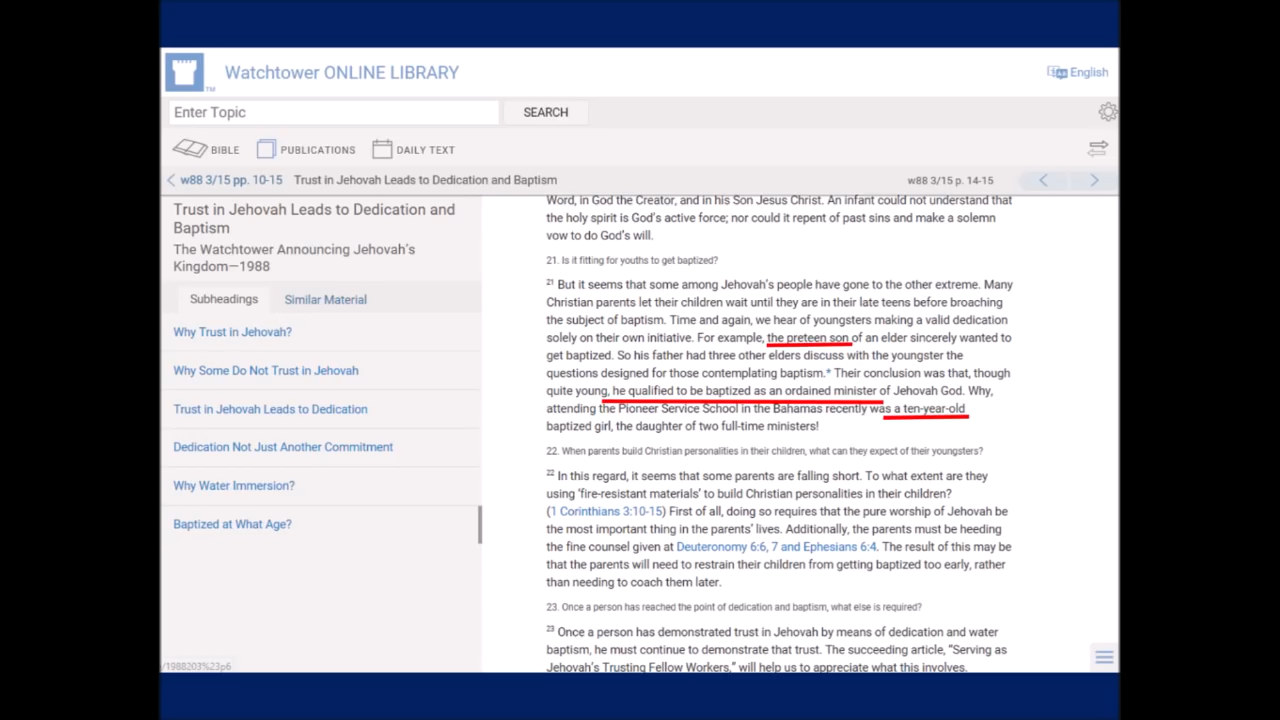 Watchtower ONLINE LIBRARY
TM
English
Enter Topic
SEARCH
BIBLE
PUBLICATIONS
DAILY TEXT
w88 3/15 pp. 10-15 Trust in Jehovah Leads to Dedication and Baptism
w88 3/15 p. 14-15
Trust in Jehovah Leads to Dedication and
Baptism
The Watchtower Announcing Jehovah's
Kingdom—1988
Subheadings
Similar Material
Why Trust in Jehovah?
Why Some Do Not Trust in Jehovah
Trust in Jehovah Leads to Dedication
Dedication Not Just Another Commitment
Why Water Immersion?
Baptized at What Age?
/1988203%23p6
Word, in God the Creator, and in his Son Jesus Christ. An infant could not understand that
the holy spirit is God's active force; nor could it repent of past sins and make a solemn
vow to do God's will.
21. Is it fitting for youths to get baptized?
21 But it seems that some among Jehovah's people have gone to the other extreme. Many
Christian parents let their children wait until they are in their late teens before broaching
the subject of baptism. Time and again, we hear of youngsters making a valid dedication
solely on their own initiative. For example, the preteen son of an elder sincerely wanted to
get baptized. So his father had three other elders discuss with the youngster the
questions designed for those contemplating baptism.* Their conclusion was that, though
quite young, he qualified to be baptized as an ordained minister of Jehovah God. Why,
attending the Pioneer Service School in the Bahamas recently was a ten-year-old
baptized girl, the daughter of two full-time ministers!
22. When parents build Christian personalities in their children, what can they expect of their youngsters?
22 In this regard, it seems that some parents are falling short. To what extent are they
using 'fire-resistant materials' to build Christian personalities in their children?
(1 Corinthians 3:10-15) First of all, doing so requires that the pure worship of Jehovah be
the most important thing in the parents' lives. Additionally, the parents must be heeding
the fine counsel given at Deuteronomy 6:6, 7 and Ephesians 6:4. The result of this may be
that the parents will need to restrain their children from getting baptized too early, rather
than needing to coach them later.
23. Once a person has reached the point of dedication and baptism, what else is required?
23 Once a person has demonstrated trust in Jehovah by means of dedication and water
baptism, he must continue to demonstrate that trust. The succeeding article, "Serving as
Jehovah's Trusting Fellow Workers," will help us to appreciate what this involves.